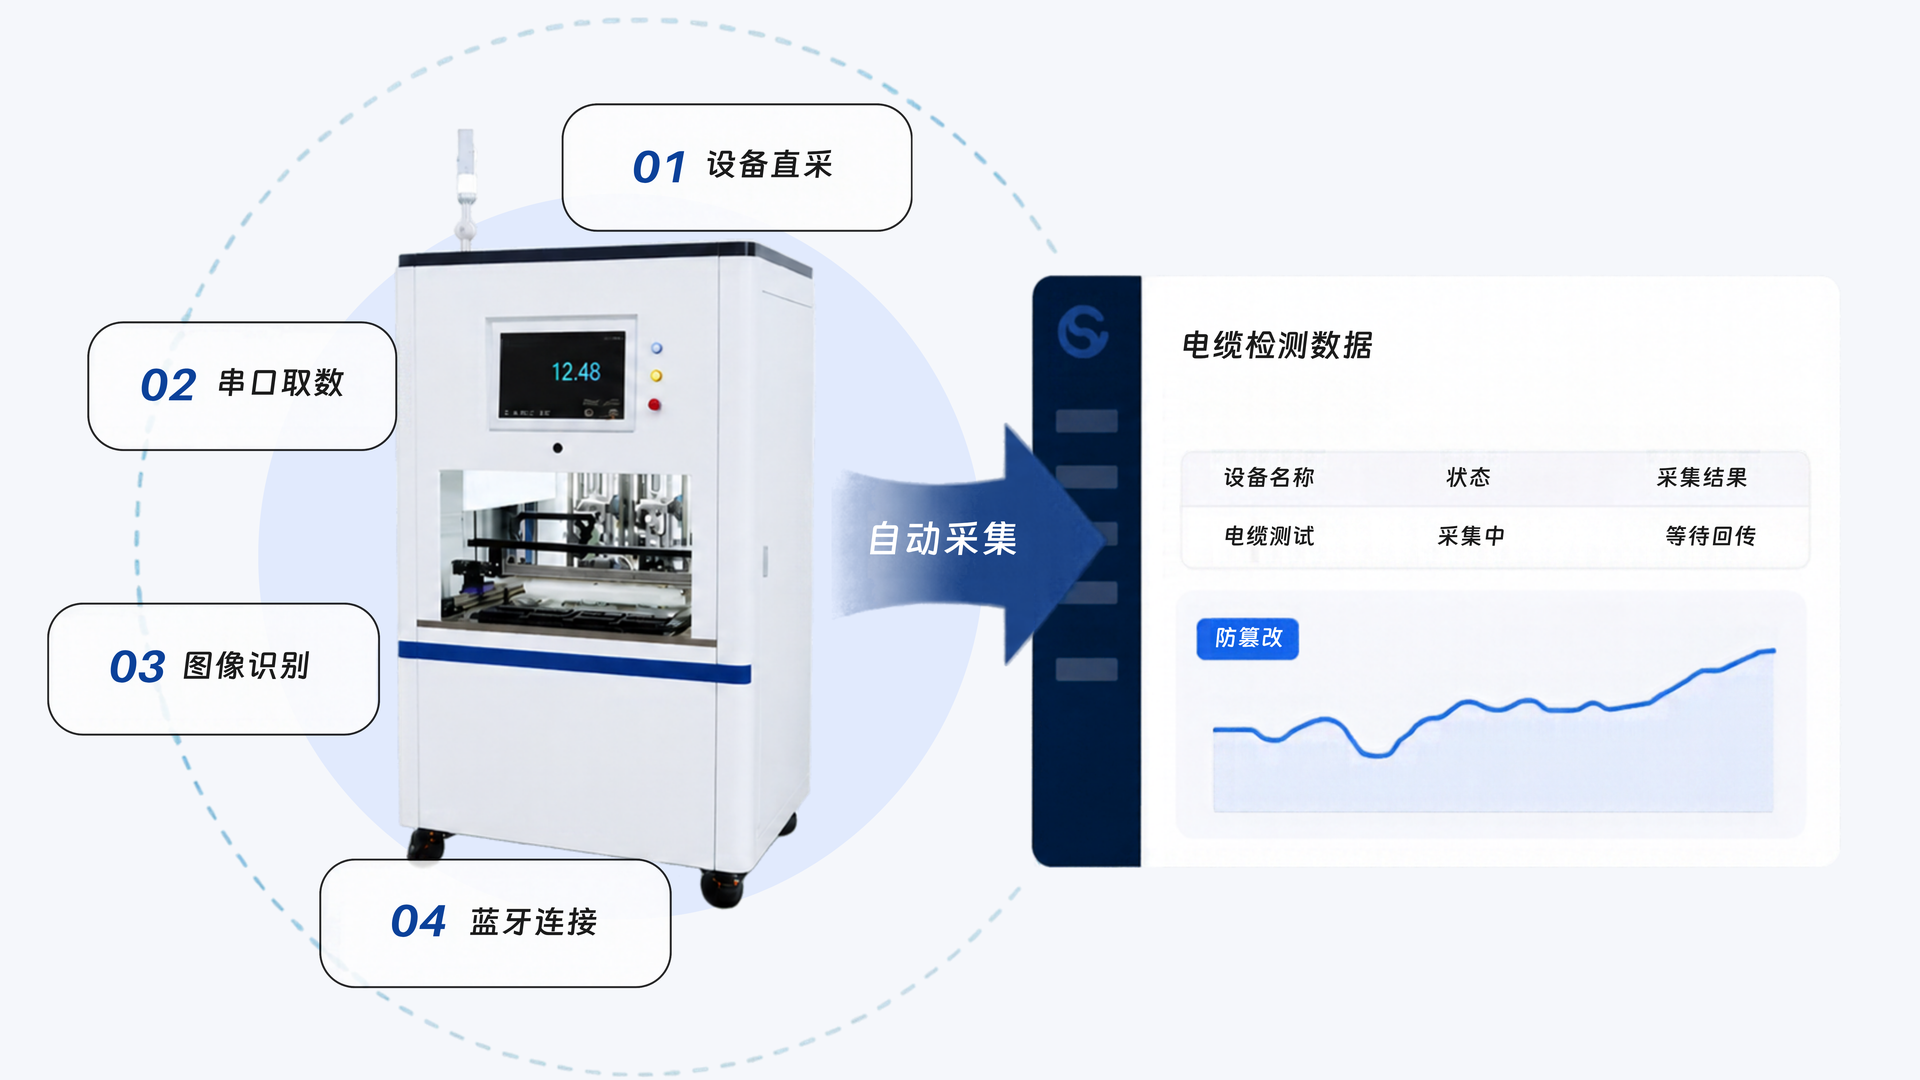 01 设备直采
02 串口取数
03 图像识别
04 蓝牙连接
12.48
自动采集
电缆检测数据
设备名称 状态 采集结果
电缆测试 采集中 等待回传
防篡改